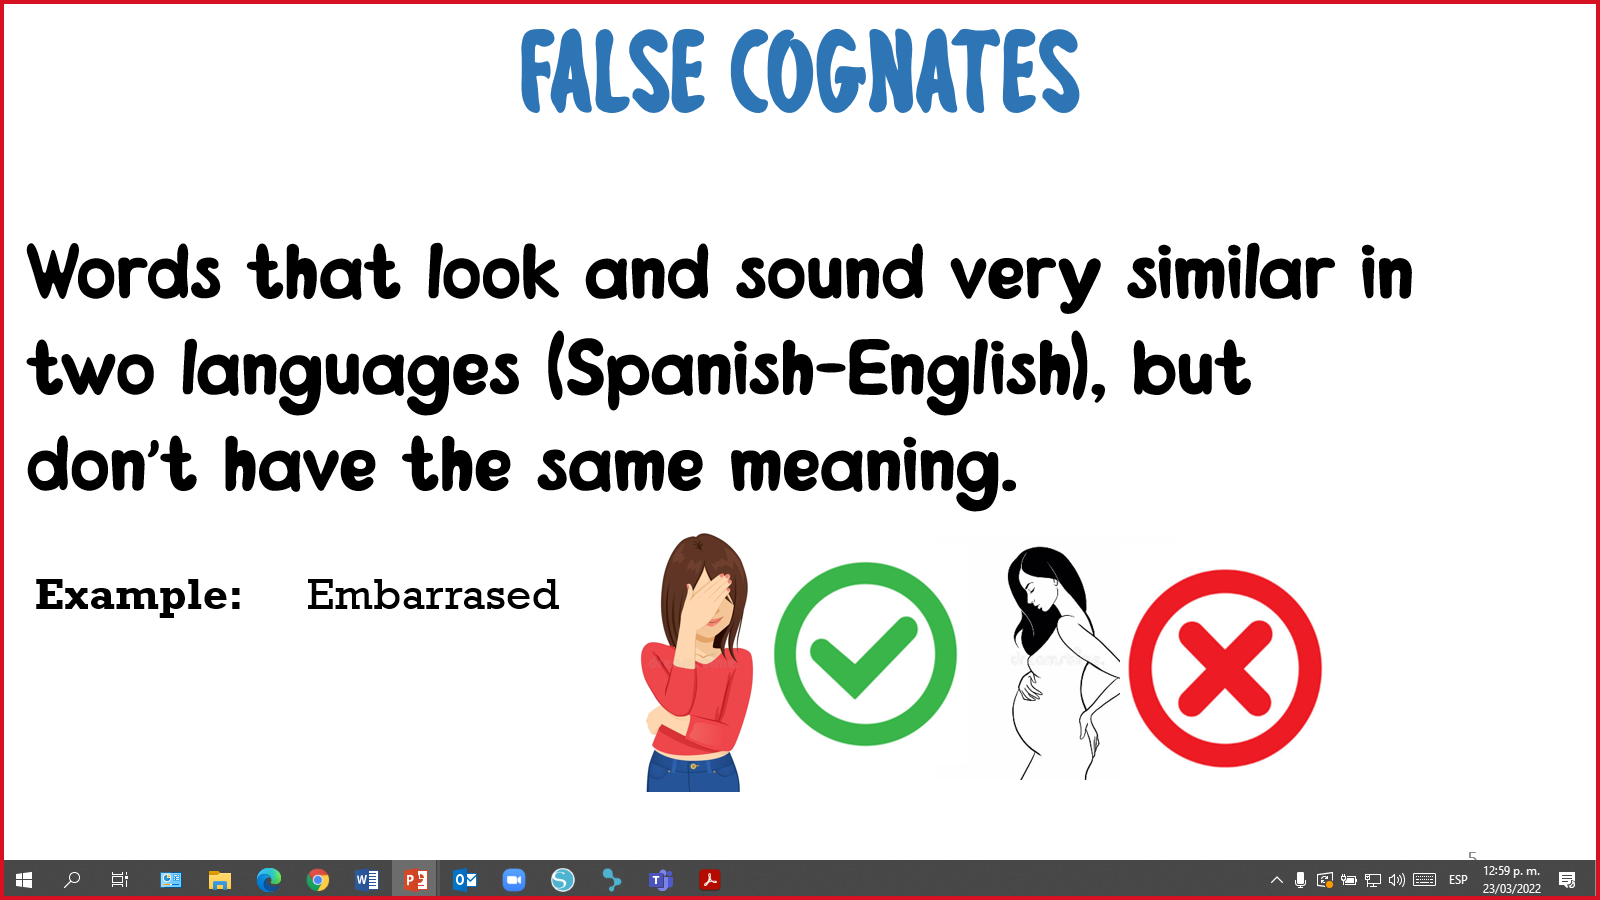 FALSE COGNATES
Words that look and sound very similar in
two languages (Spanish-English), but
don't have the same meaning.
Example: Embarrased
5
ESP
12:59 p. m.
23/03/2022